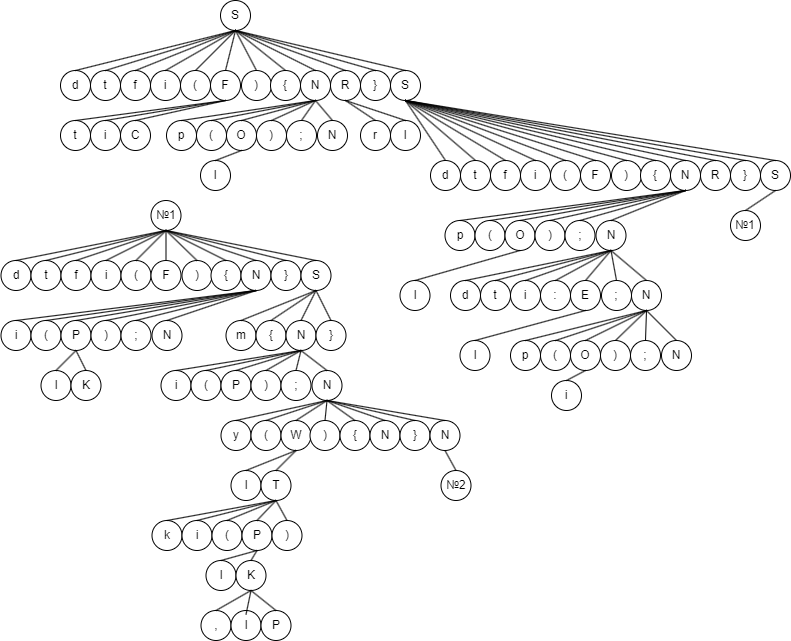 S
d t f i ( F ) { N R } S
t i C p ( O ) ; N r l
l d t f i ( F ) { N R } S
№1 №1
p ( O ) ; N
d t f i ( F ) { N } S
l d t i : E ; N
i ( P ) ; N m { N }
l p ( O ) ; N
l K i ( P ) ; N
i
y ( W ) { N } N
l T №2
k i ( P )
l K
, l P